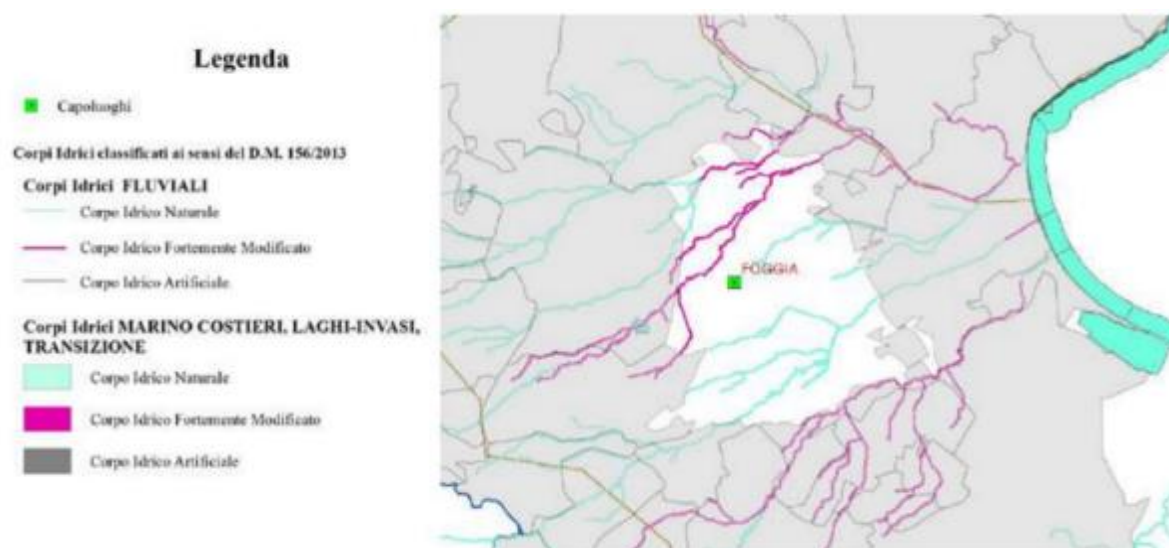 Legenda
Capoluoghi
Corpi Idrici classificati ai sensi del D.M. 156/2013
Corpi Idrici FLUVIALI
Corpo Idrico Naturale
Corpo Idrico Fortemente Modificato
Corpo Idrico Artificiale
Corpi Idrici MARINO COSTIERI, LAGHI-INVASI,
TRANSIZIONE
Corpo Idrico Naturale
Corpo Idrico Fortemente Modificato
Corpo Idrico Artificiale
FOGGIA